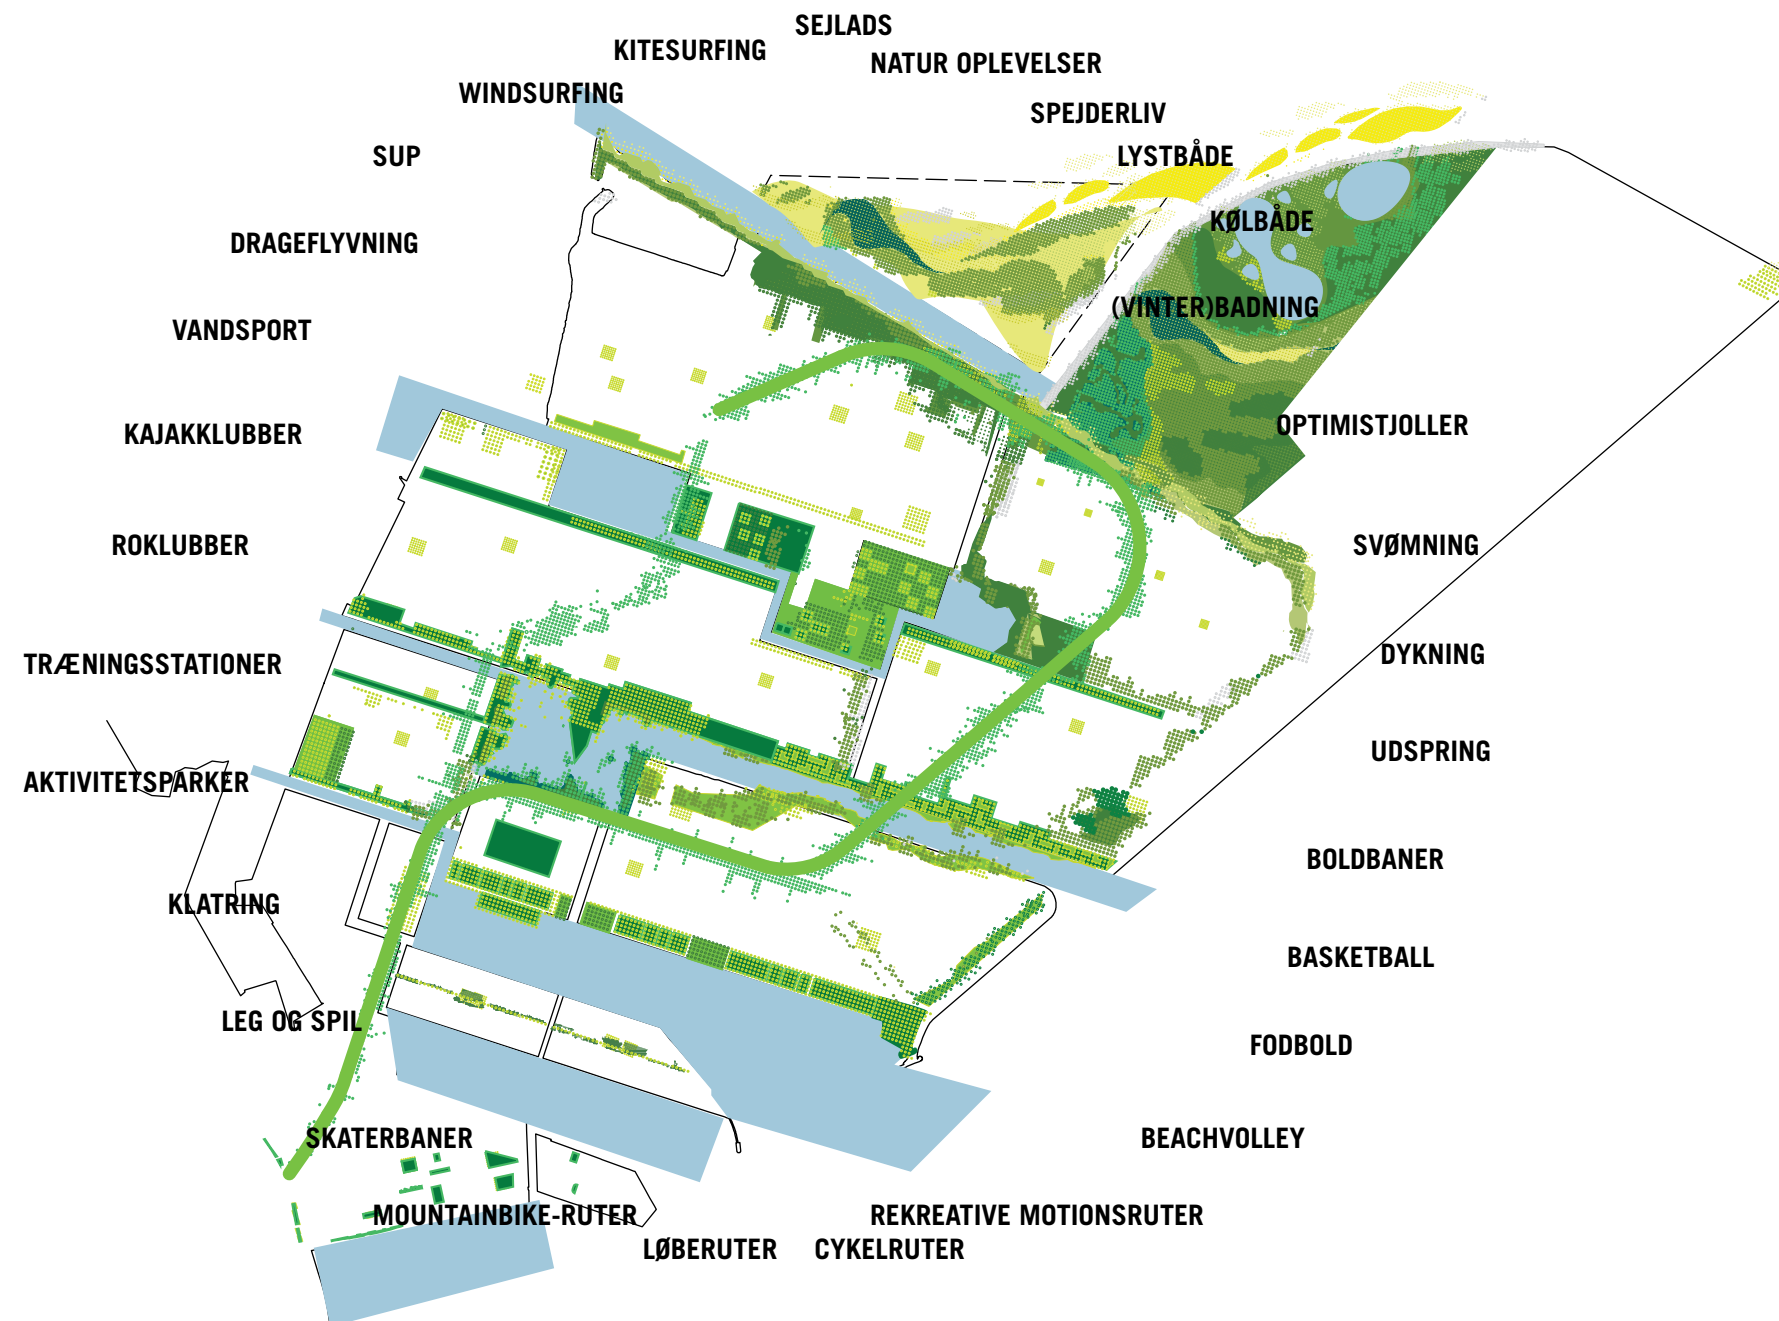 SEJLADS
KITESURFING
NATUR OPLEVELSER
WINDSURFING
SPEJDERLIV
SUP
LYSTBÅDE
KØLBÅDE
DRAGEFLYVNING
(VINTER)BADNING
VANDSPORT
OPTIMISTJOLLER
KAJAKKLUBBER
ROKLUBBER
SVØMNING
DYKNING
TRÆNINGSSTATIONER
UDSPRING
AKTIVITETSPARKER
BOLDBANER
KLATRING
BASKETBALL
LEG OG SPIL
FODBOLD
SKATERBANER
BEACHVOLLEY
MOUNTAINBIKE-RUTER
REKREATIVE MOTIONSRUTER
LØBERUTER
CYKELRUTER